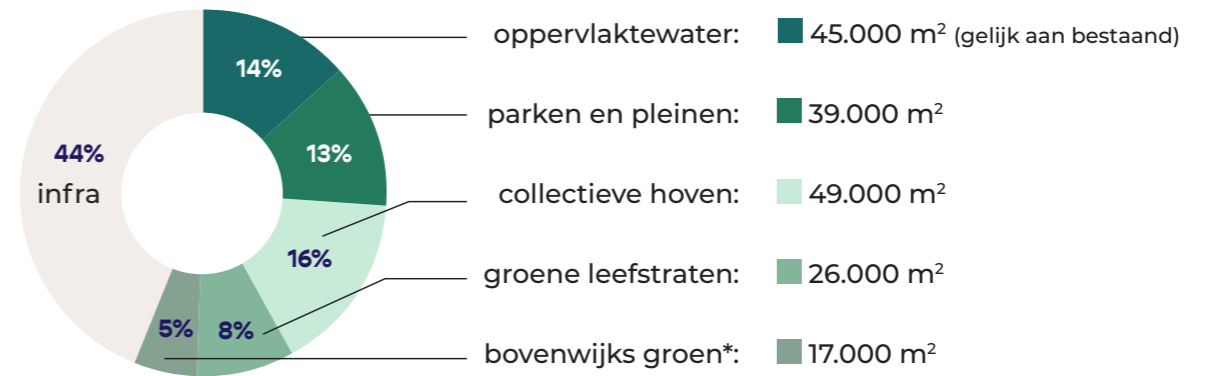 14%
13%
16%
8%
5%
44%
infra
oppervlaktewater: 45.000 m² (gelijk aan bestaand)
parken en pleinen: 39.000 m²
collectieve hoven: 49.000 m²
groene leefstraten: 26.000 m²
bovenwijks groen*: 17.000 m²